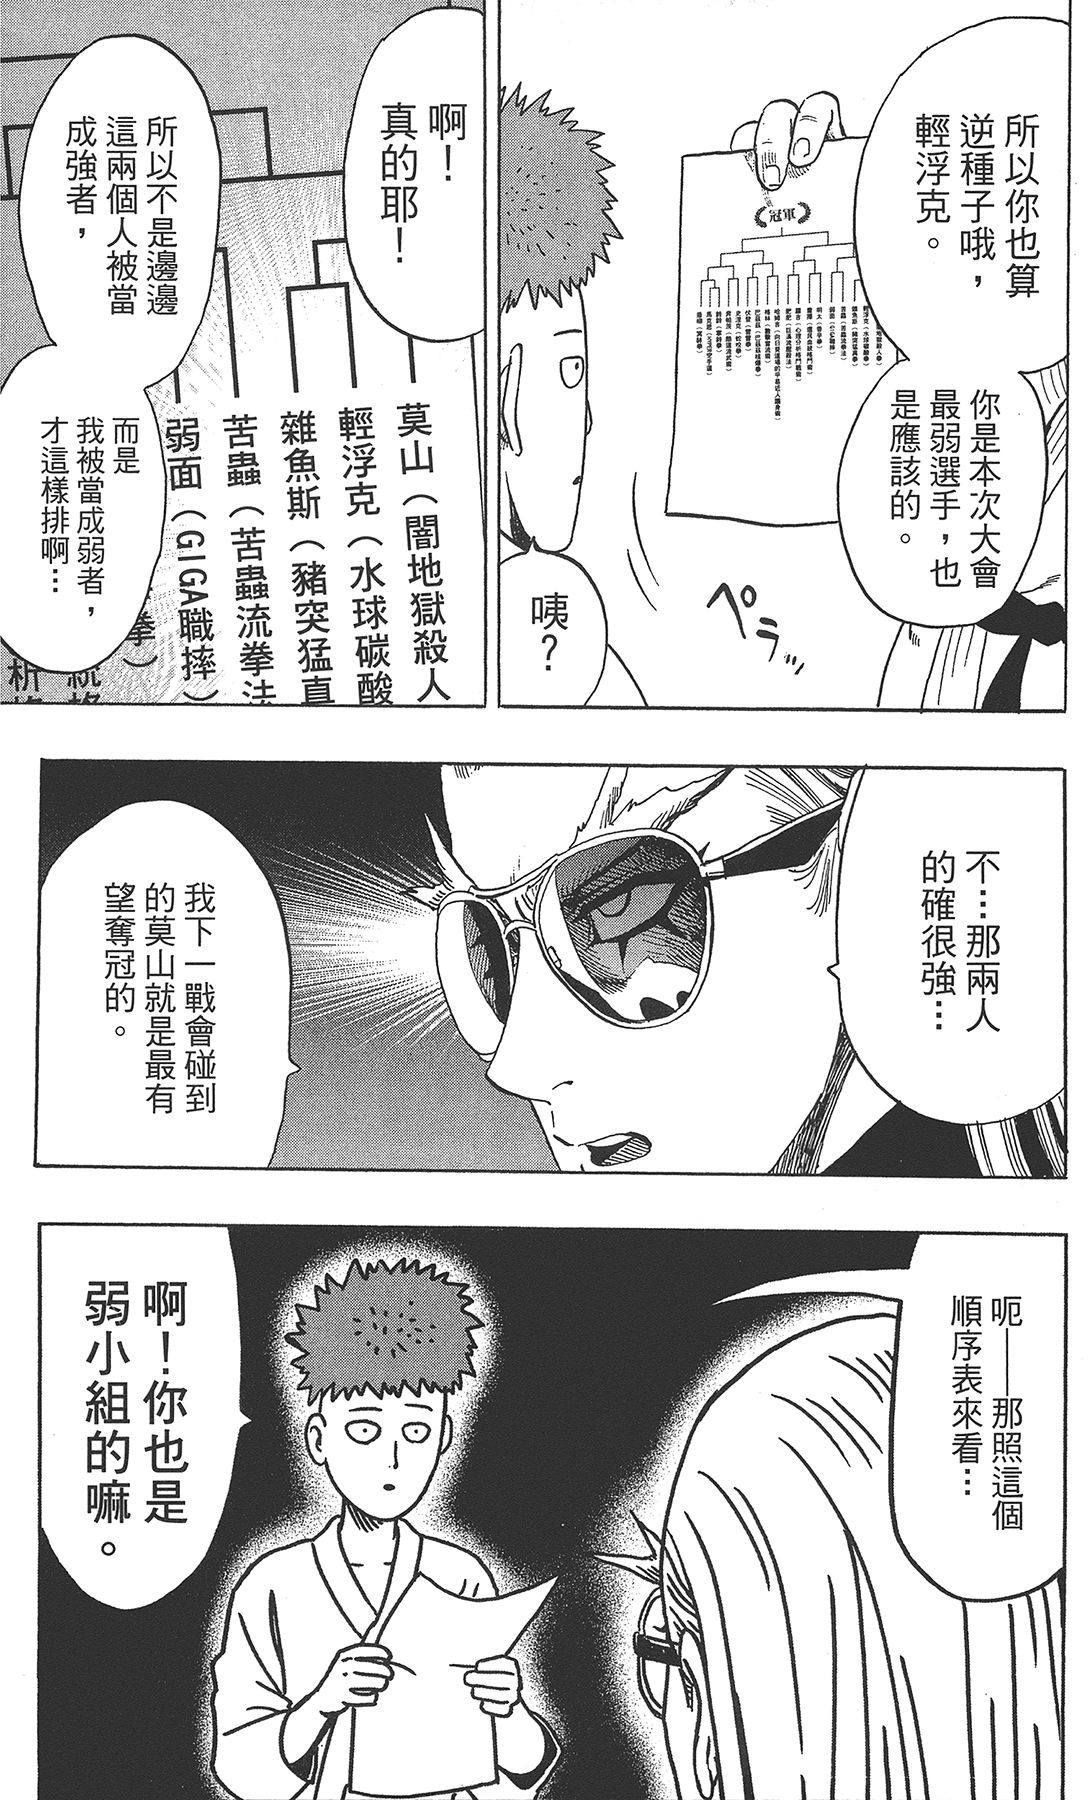 所以你也算
逆種子哦，
輕浮克。
冠軍
你是本次大會
最弱選手，也
是應該的。
ペラッ
咦？
啊！
真的耶！
所以不是邊邊
這兩個人被當
成強者，
而是
我被當成弱者，
才這樣排啊…
莫山（闇地獄殺人
輕浮克（水球碳酸
雜魚斯（豬突猛真
苦蟲（苦蟲流拳法
弱面（GIGA職摔）
拳）
不…那兩人
的確很強…
我下一戰會碰到
的莫山就是最有
望奪冠的。
呃——那照這個
順序表來看…
啊！你也是
弱小組的嘛。